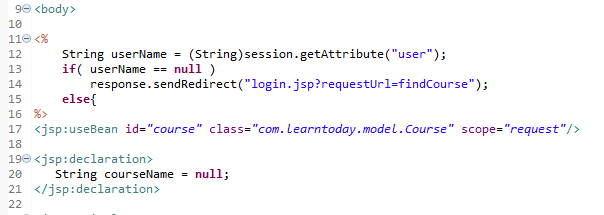 9 <body>
10
11 <%
12 String userName = (String)session.getAttribute("user");
13 if( userName == null )
14 response.sendRedirect("login.jsp?requestUrl=findCourse");
15 else{
16 %>
17 <jsp:useBean id="course" class="com.learntoday.model.Course" scope="request"/>
18
19 <jsp:declaration>
20 String courseName = null;
21 </jsp:declaration>
22